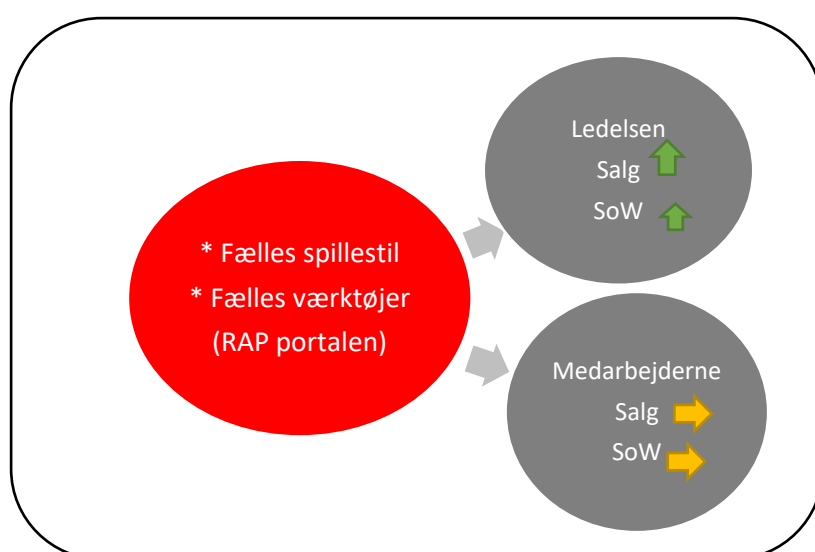 * Fælles spillestil
* Fælles værktøjer
(RAP portalen)
Ledelsen
Salg
SoW
Medarbejderne
Salg
SoW